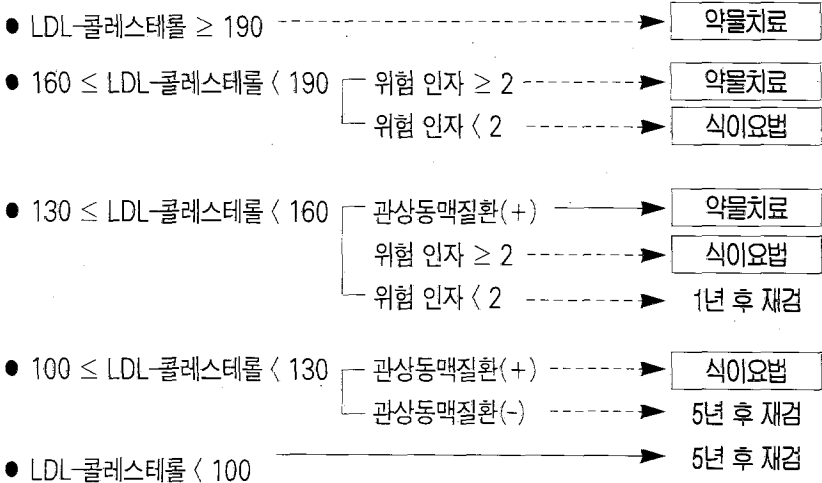 ● LDL-콜레스테롤 ≥ 190 약물치료
● 160 ≤ LDL-콜레스테롤 < 190 위험 인자 ≥ 2 약물치료
위험 인자 < 2 식이요법
● 130 ≤ LDL-콜레스테롤 < 160 관상동맥질환(+) 약물치료
위험 인자 ≥ 2 식이요법
위험 인자 < 2 1년 후 재검
● 100 ≤ LDL-콜레스테롤 < 130 관상동맥질환(+) 식이요법
관상동맥질환(-) 5년 후 재검
● LDL-콜레스테롤 < 100 5년 후 재검